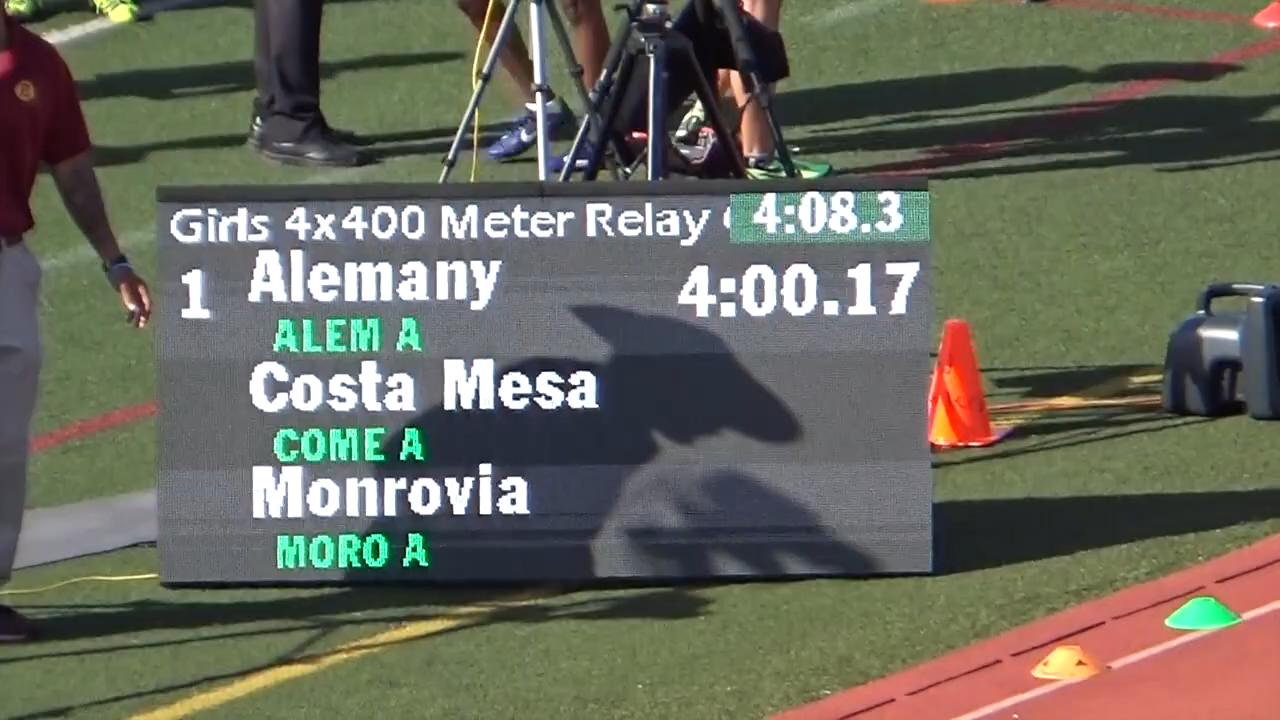 Girls 4x400 Meter Relay 4:08.3
1 Alemany 4:00.17
ALEM A
Costa Mesa
COME A
Monrovia
MORO A